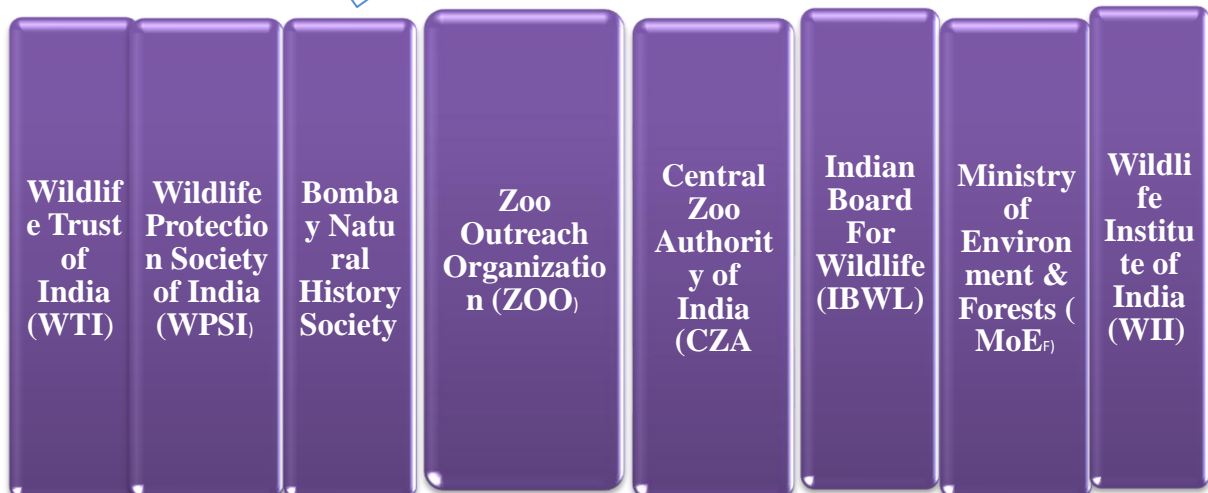 Wildlif
e Trust
of
India
(WTI)
Wildlife
Protectio
n Society
of India
(WPSI)
Bomba
y Natu
ral
History
Society
Zoo
Outreach
Organizatio
n (ZOO)
Central
Zoo
Authorit
y of
India
(CZA
Indian
Board
For
Wildlife
(IBWL)
Ministry
of
Environ
ment &
Forests (
MoEF)
Wildli
fe
Institu
te of
India
(WII)